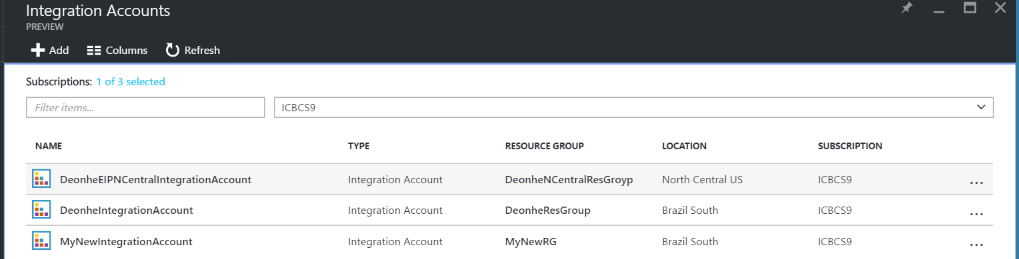 Integration Accounts
PREVIEW
Add Columns Refresh
Subscriptions: 1 of 3 selected
Filter items... ICBCS9
NAME TYPE RESOURCE GROUP LOCATION SUBSCRIPTION
DeonheEIPNCentralIntegrationAccount Integration Account DeonheNCentralResGroyp North Central US ICBCS9 ...
DeonheIntegrationAccount Integration Account DeonheResGroup Brazil South ICBCS9 ...
MyNewIntegrationAccount Integration Account MyNewRG Brazil South ICBCS9 ...